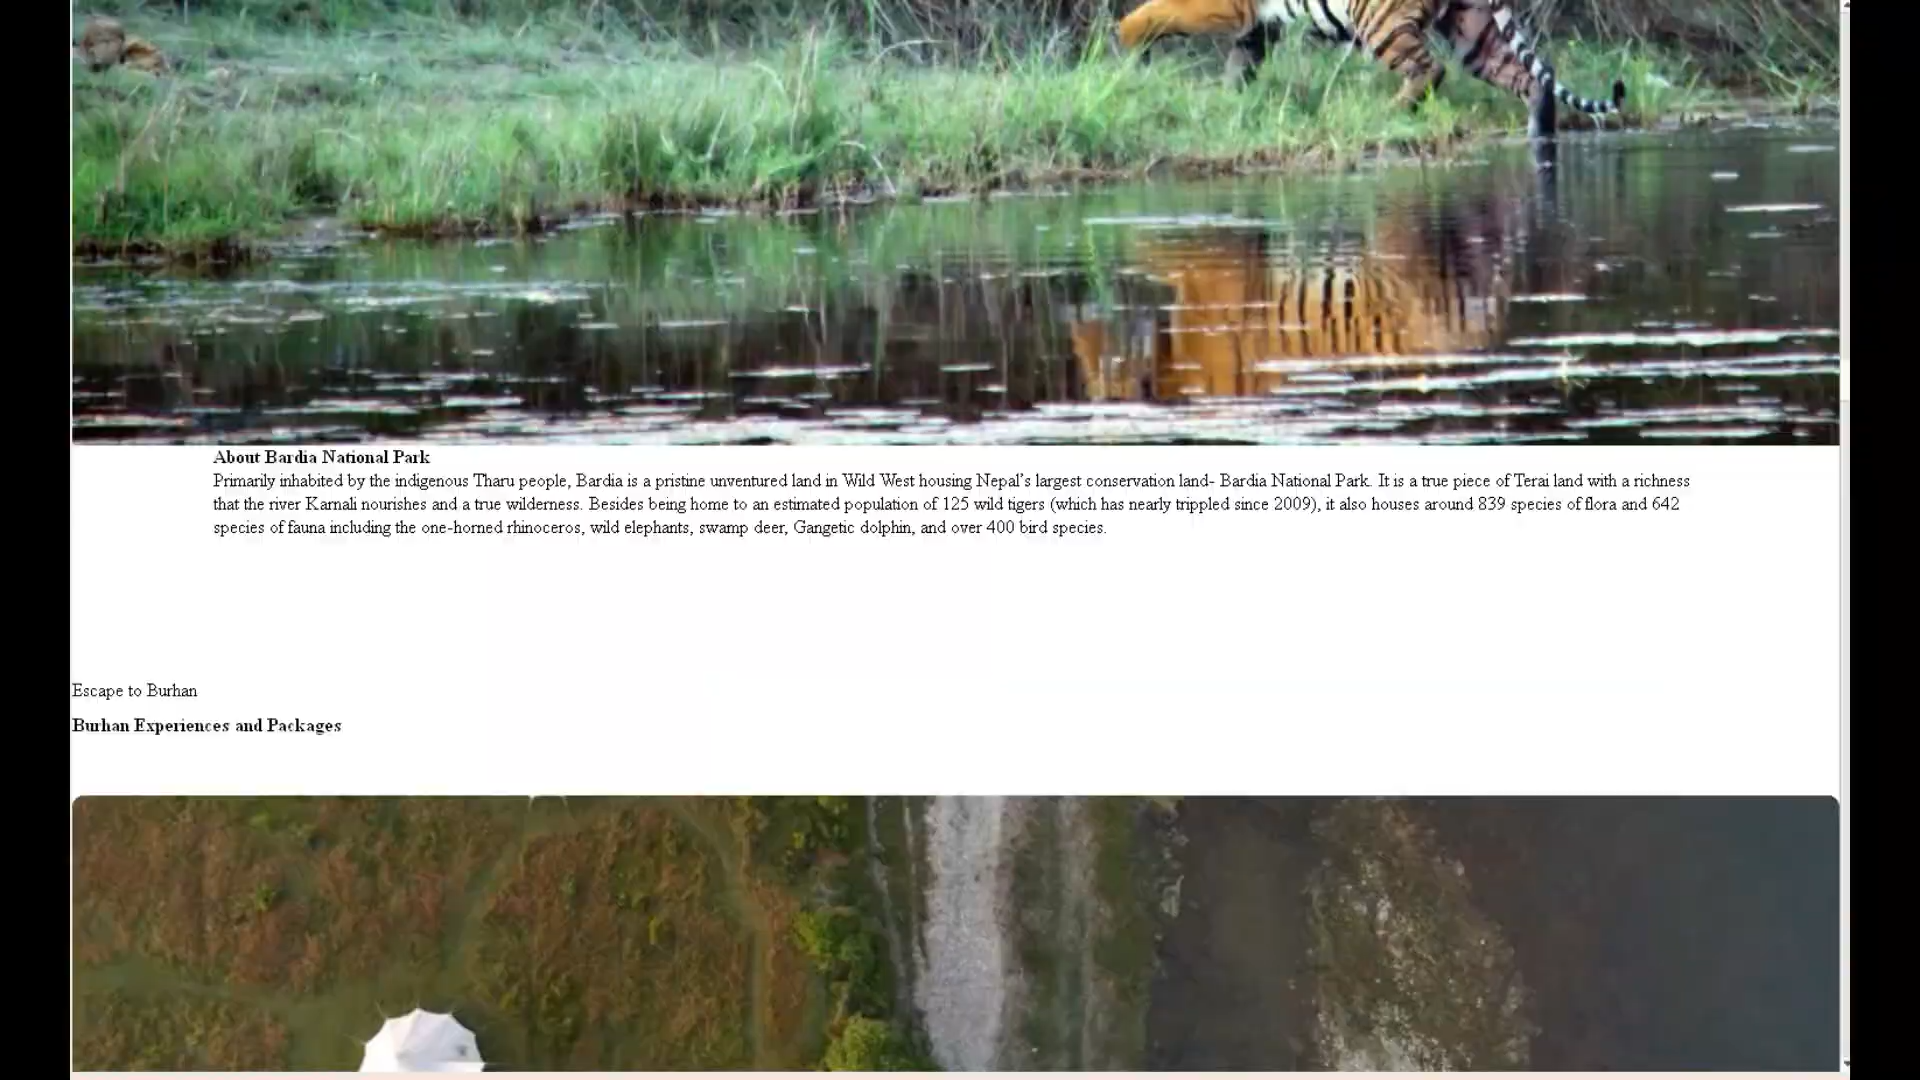 About Bardia National Park
Primarily inhabited by the indigenous Tharu people, Bardia is a pristine unventured land in Wild West housing Nepal’s largest conservation land- Bardia National Park. It is a true piece of Terai land with a richness
that the river Karnali nourishes and a true wilderness. Besides being home to an estimated population of 125 wild tigers (which has nearly trippled since 2009), it also houses around 839 species of flora and 642
species of fauna including the one-horned rhinoceros, wild elephants, swamp deer, Gangetic dolphin, and over 400 bird species.
Escape to Burhan
Burhan Experiences and Packages